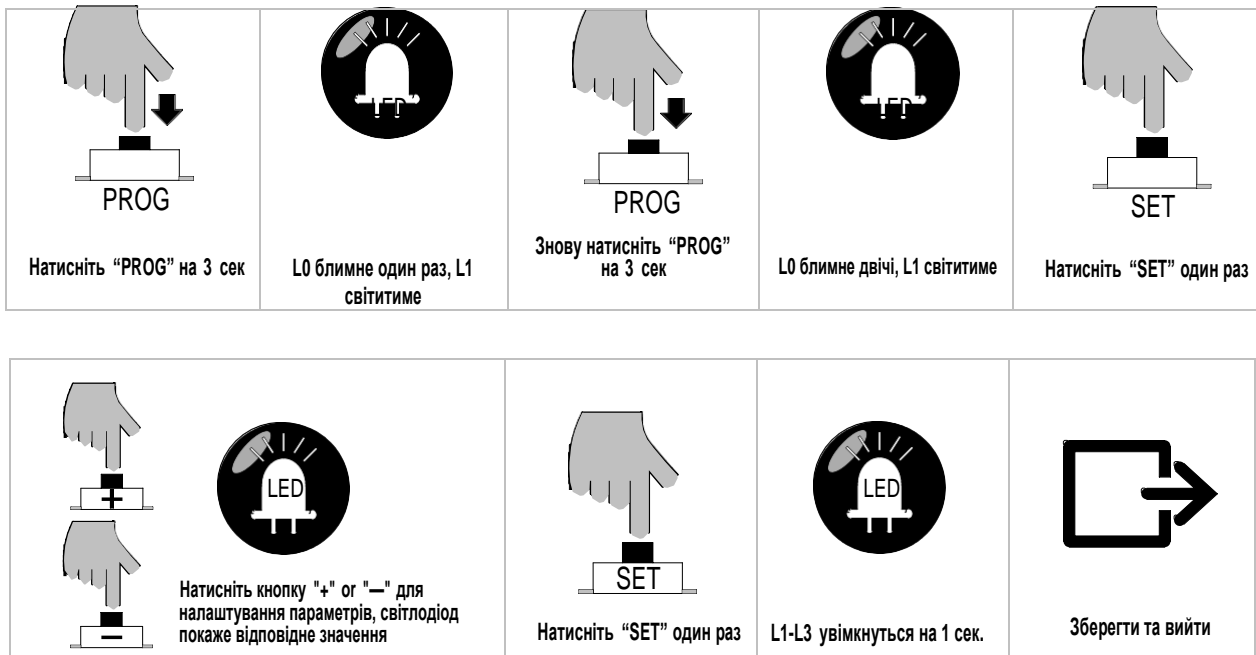 LED
LED
PROG
PROG
SET
Натисніть “PROG” на 3 сек
L0 блимне один раз, L1
світитиме
Знову натисніть “PROG”
на 3 сек
L0 блимне двічі, L1 світитиме
Натисніть “SET” один раз
+
−
LED
Натисніть кнопку "+" or "—" для
налаштування параметрів, світлодіод
покаже відповідне значення
SET
Натисніть “SET” один раз
LED
L1-L3 увімкнуться на 1 сек.
Зберегти та вийти